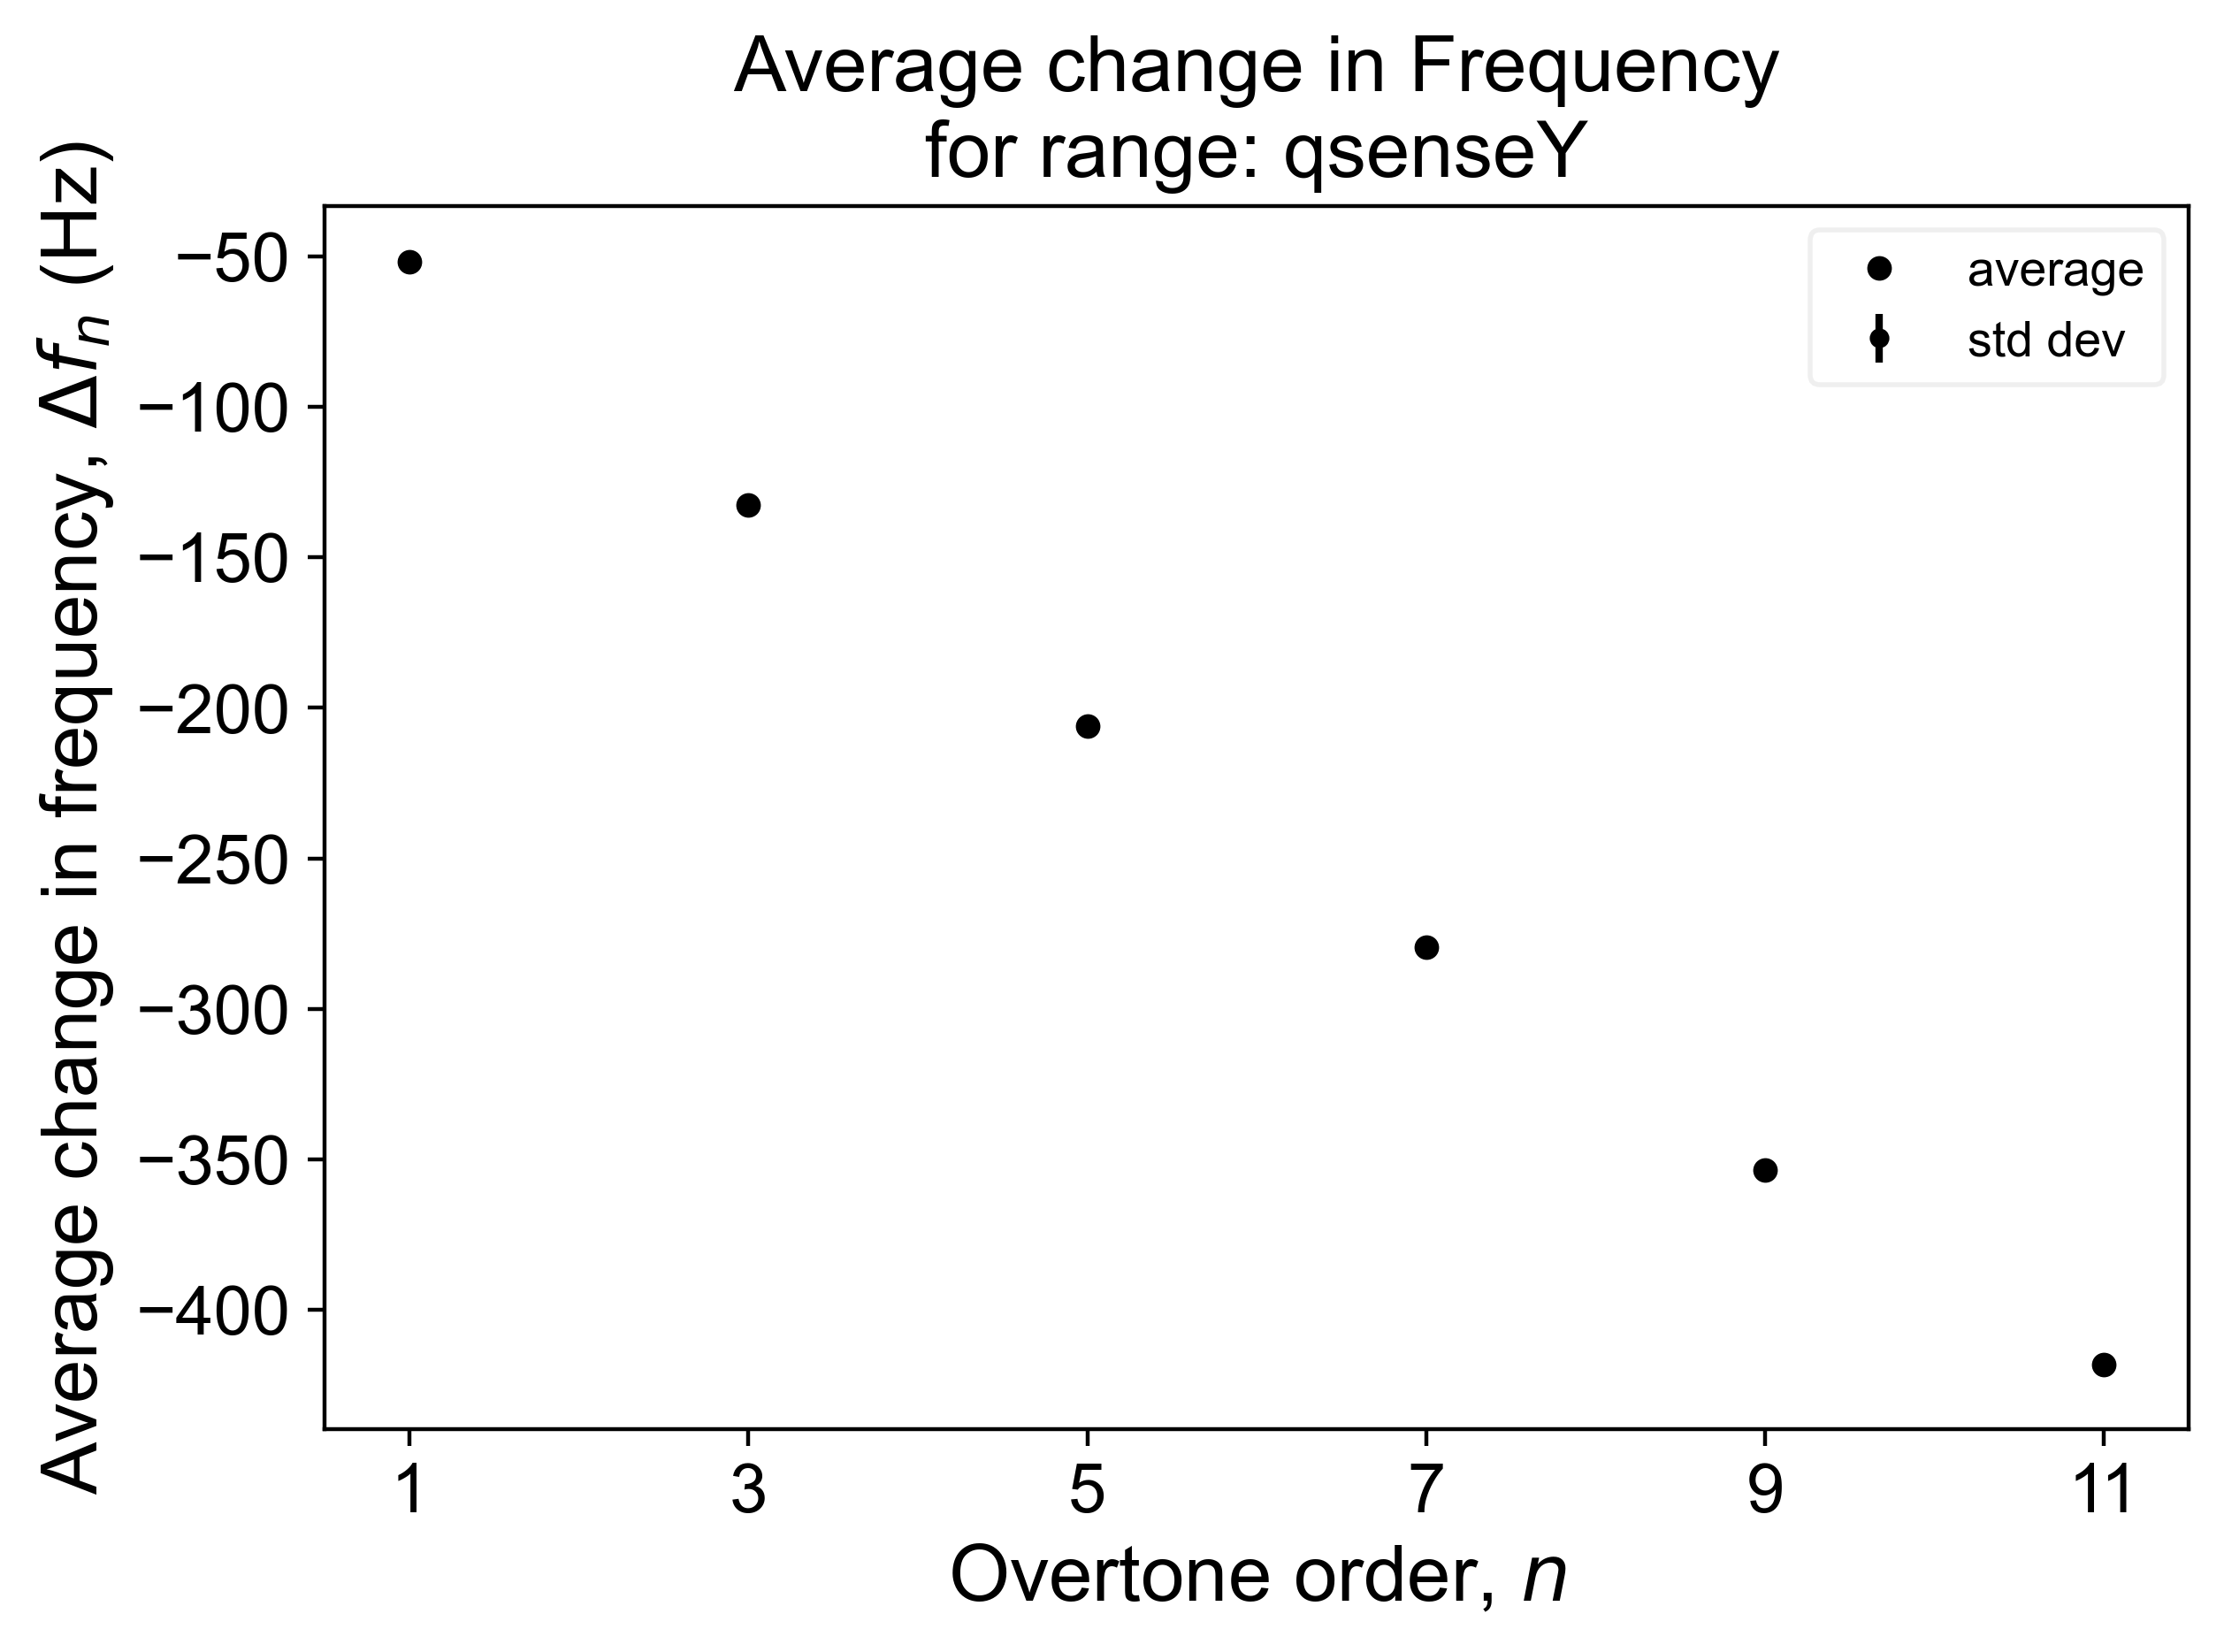 Average change in Frequency
for range: qsenseY
Average change in frequency, Δfₙ (Hz)
−50
−100
−150
−200
−250
−300
−350
−400
average
std dev
1 3 5 7 9 11
Overtone order, n